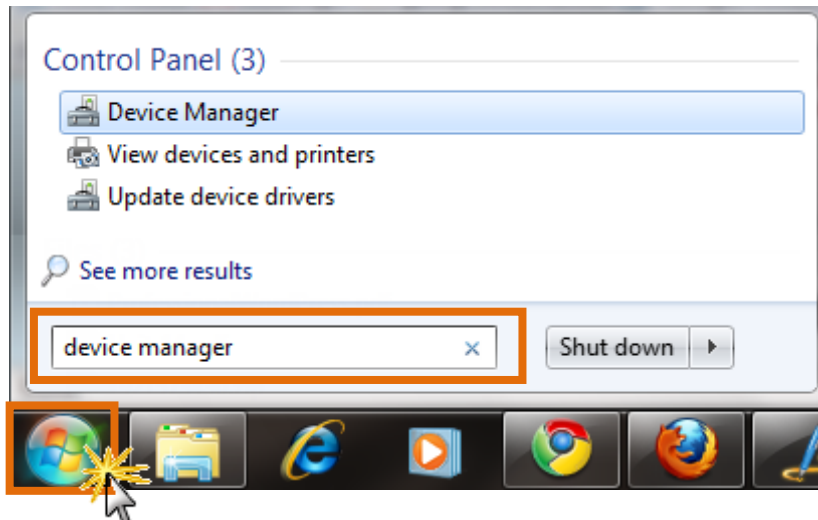 Control Panel (3)
Device Manager
View devices and printers
Update device drivers
See more results
device manager
Shut down